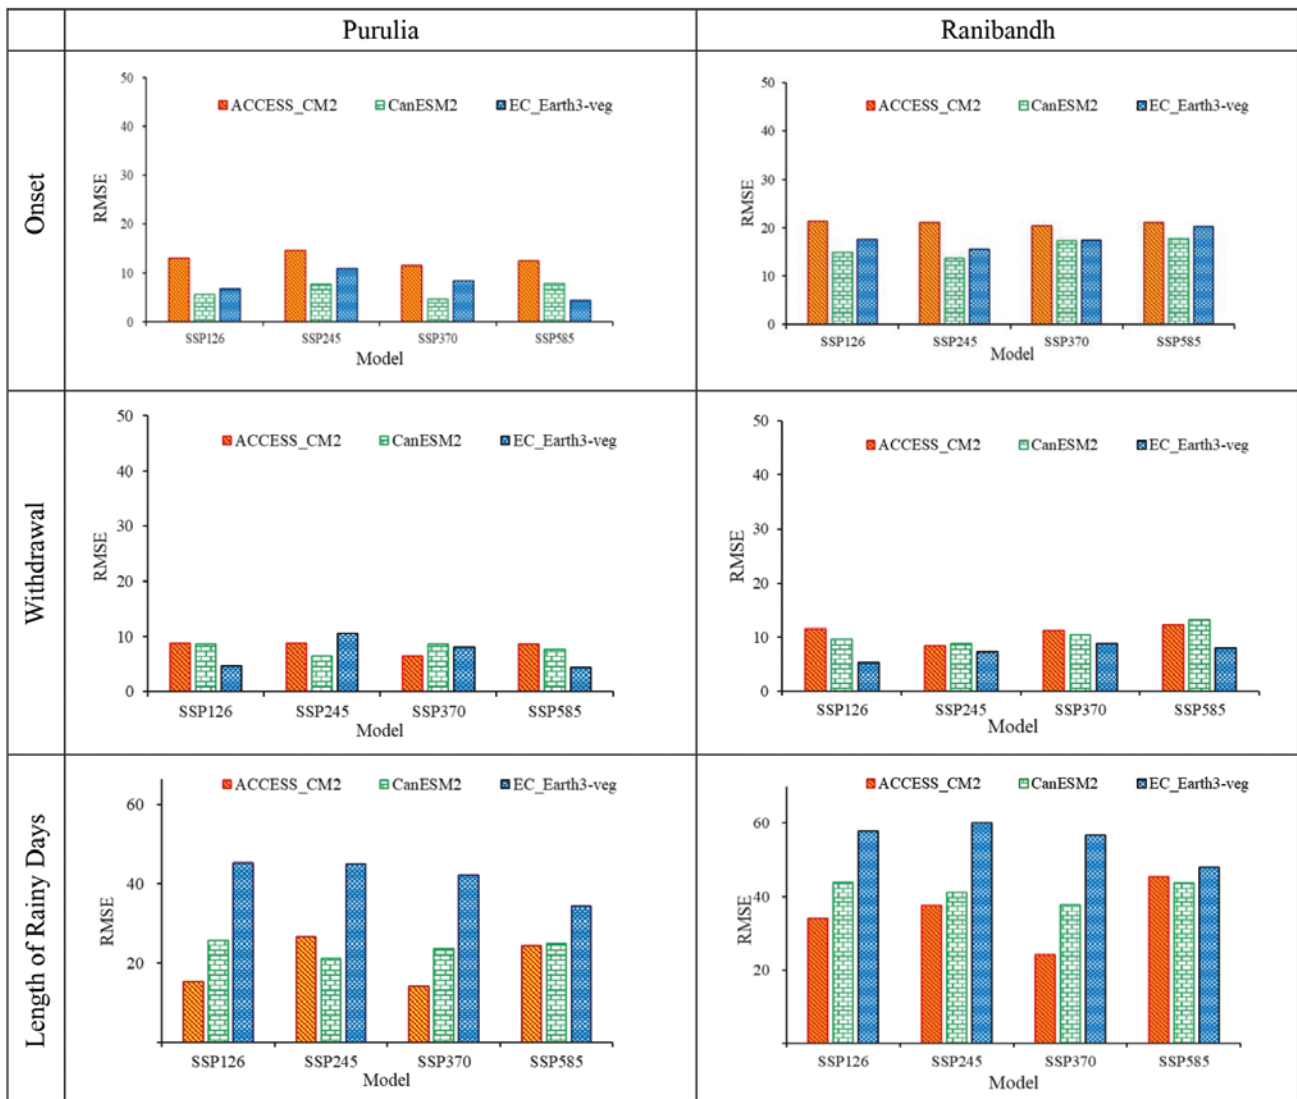 Purulia Ranibandh
Onset
50
40
30
20
10
0
RMSE
ACCESS_CM2 CanESM2 EC_Earth3-veg
SSP126 SSP245 SSP370 SSP585
Model
50
40
30
20
10
0
RMSE
ACCESS_CM2 CanESM2 EC_Earth3-veg
SSP126 SSP245 SSP370 SSP585
Model
Withdrawal
50
40
30
20
10
0
RMSE
ACCESS_CM2 CanESM2 EC_Earth3-veg
SSP126 SSP245 SSP370 SSP585
Model
50
40
30
20
10
0
RMSE
ACCESS_CM2 CanESM2 EC_Earth3-veg
SSP126 SSP245 SSP370 SSP585
Model
Length of Rainy Days
60
40
20
RMSE
ACCESS_CM2 CanESM2 EC_Earth3-veg
SSP126 SSP245 SSP370 SSP585
Model
60
40
20
RMSE
ACCESS_CM2 CanESM2 EC_Earth3-veg
SSP126 SSP245 SSP370 SSP585
Model